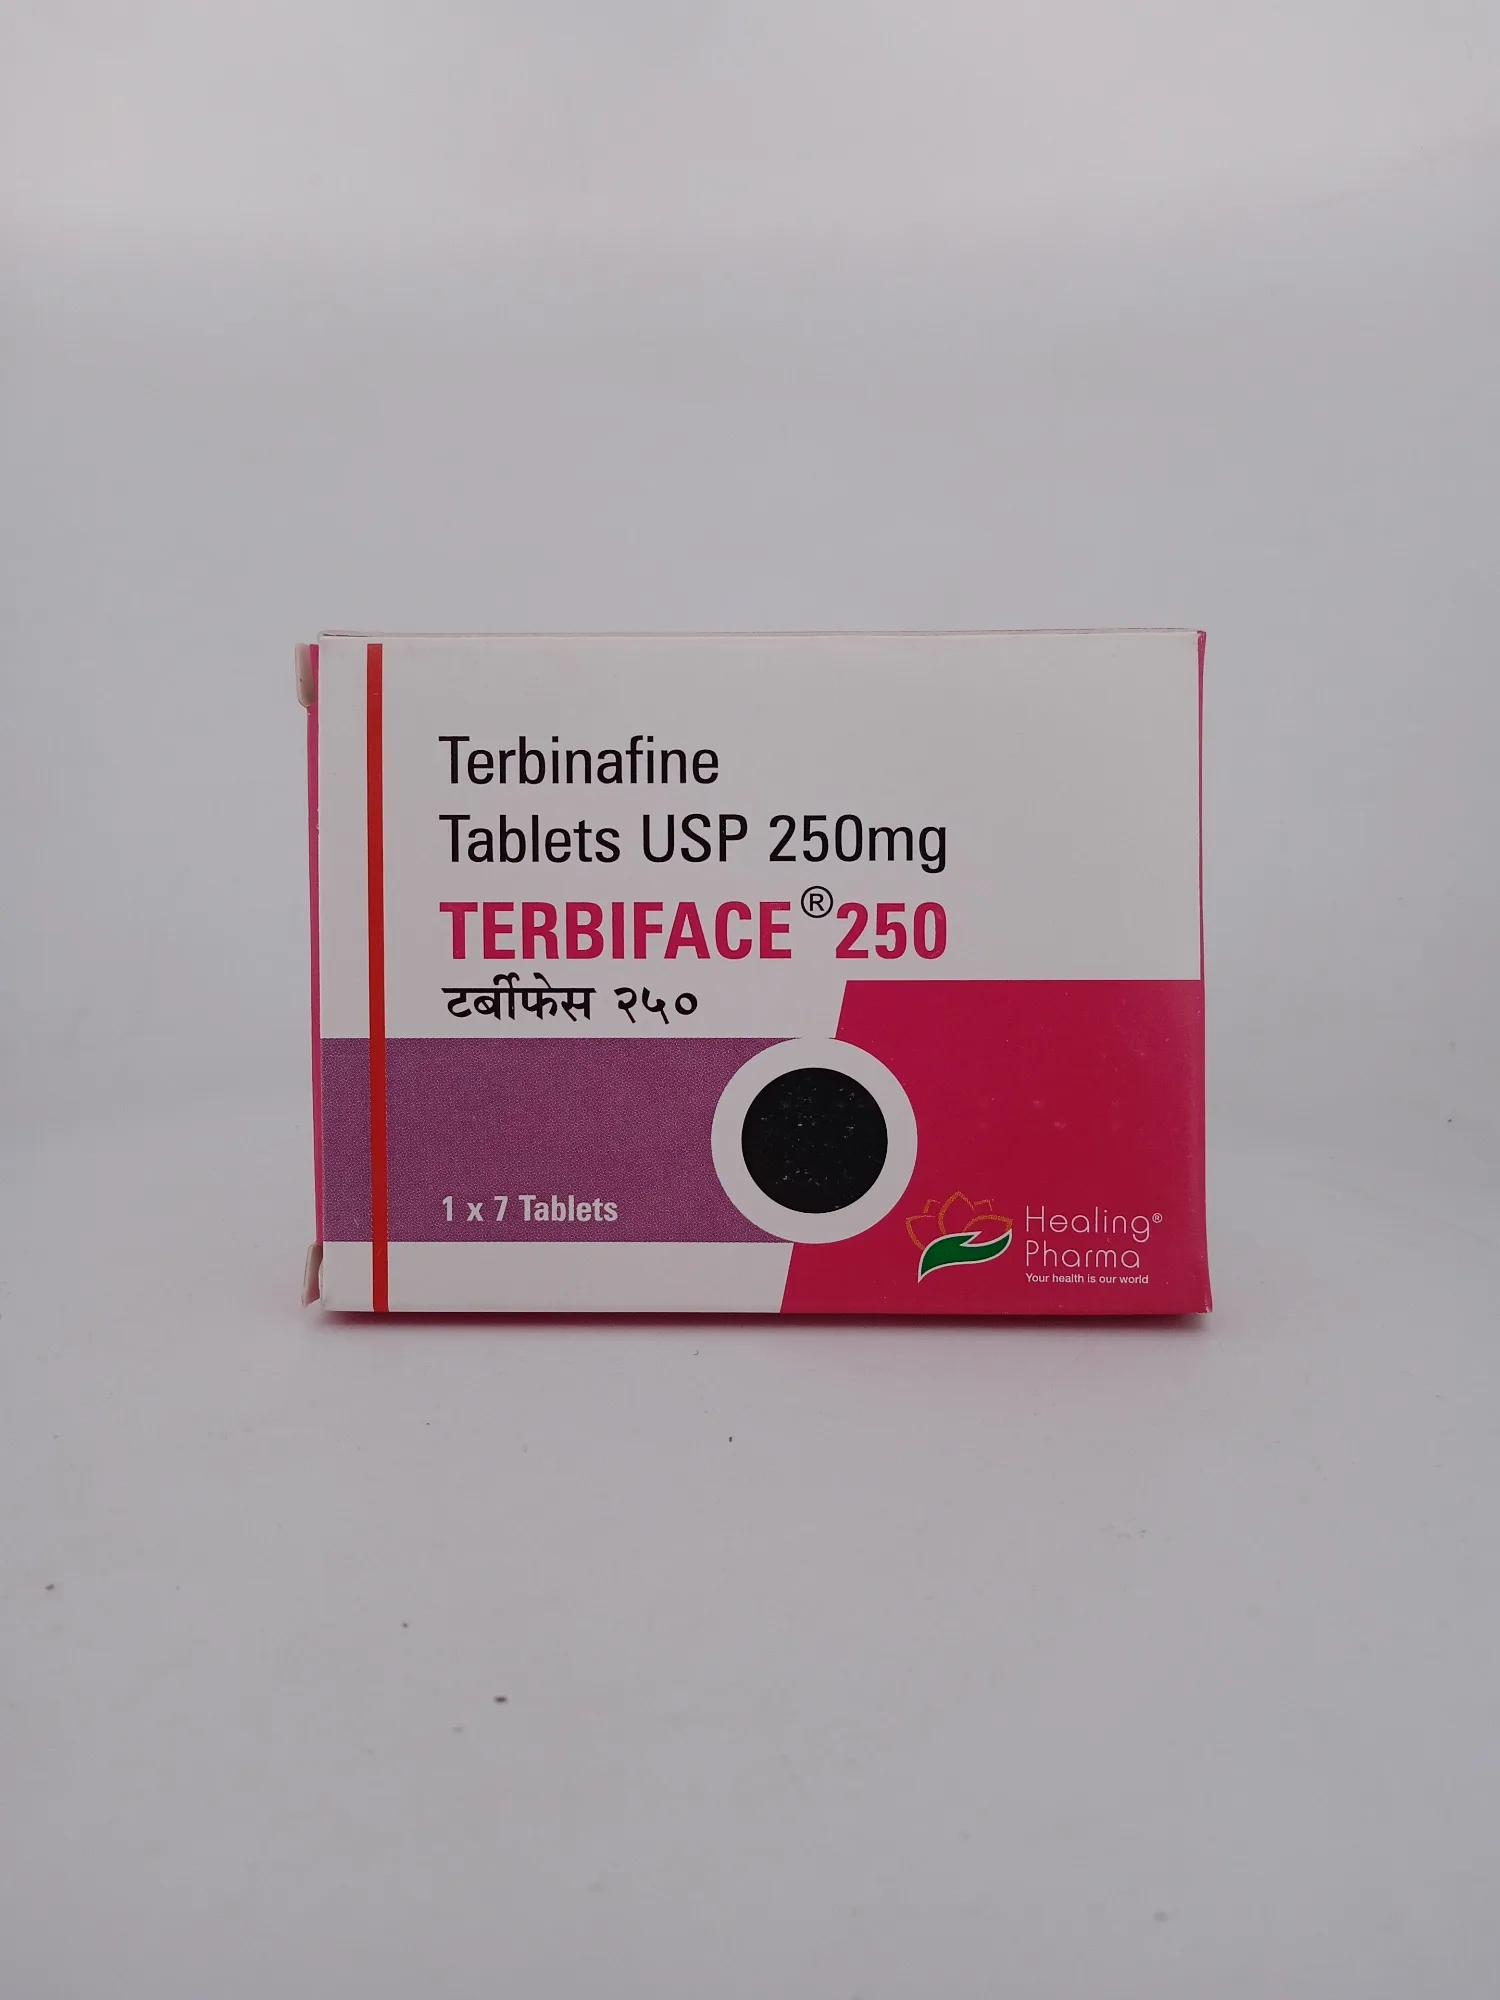 Terbinafine
Tablets USP 250mg
TERBIFACE® 250
टर्बीफेस २५०
1 x 7 Tablets
Healing®
Pharma
Your health is our world